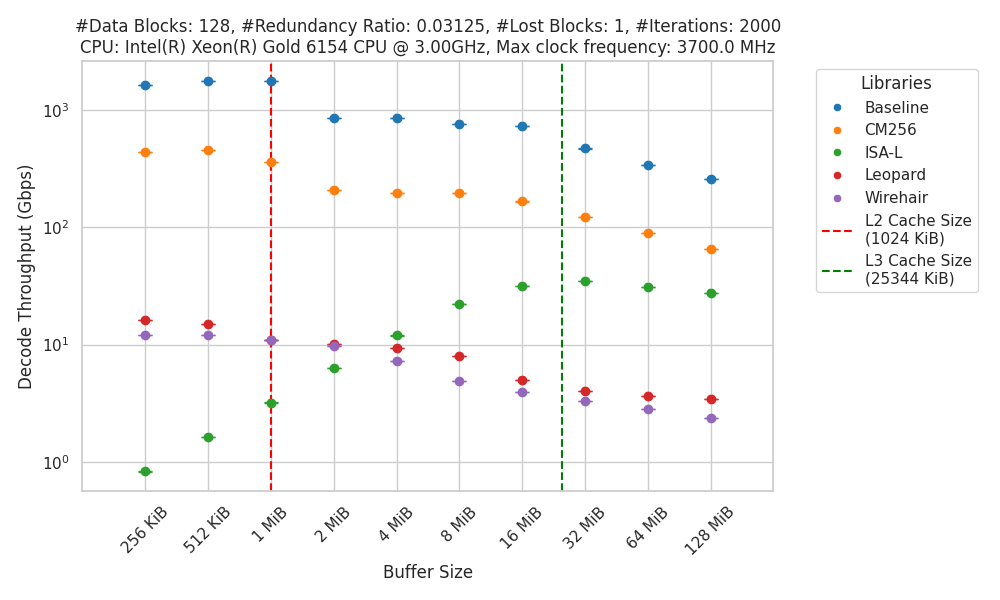 #Data Blocks: 128, #Redundancy Ratio: 0.03125, #Lost Blocks: 1, #Iterations: 2000
CPU: Intel(R) Xeon(R) Gold 6154 CPU @ 3.00GHz, Max clock frequency: 3700.0 MHz
Decode Throughput (Gbps)
10³
10²
10¹
10⁰
256 KiB
512 KiB
1 MiB
2 MiB
4 MiB
8 MiB
16 MiB
32 MiB
64 MiB
128 MiB
Buffer Size
Libraries
Baseline
CM256
ISA-L
Leopard
Wirehair
L2 Cache Size
(1024 KiB)
L3 Cache Size
(25344 KiB)